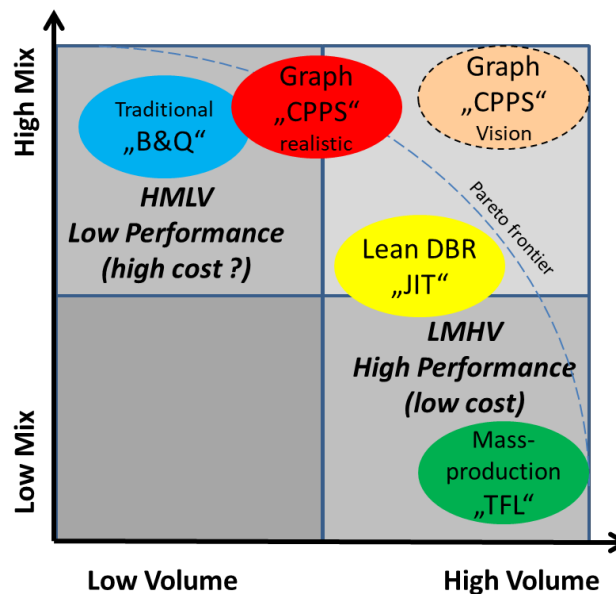 High Mix
Low Mix
Traditional
„B&Q“
Graph
„CPPS“
realistic
Graph
„CPPS“
Vision
HMLV
Low Performance
(high cost ?)
Pareto frontier
Lean DBR
„JIT“
LMHV
High Performance
(low cost)
Mass-
production
„TFL“
Low Volume
High Volume